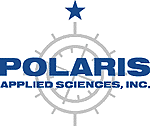 POLARIS
APPLIED SCIENCES, INC.